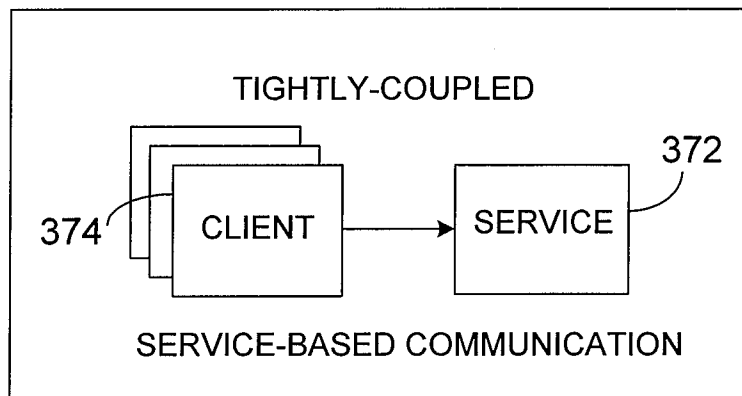 TIGHTLY-COUPLED
372
374
CLIENT
SERVICE
SERVICE-BASED COMMUNICATION